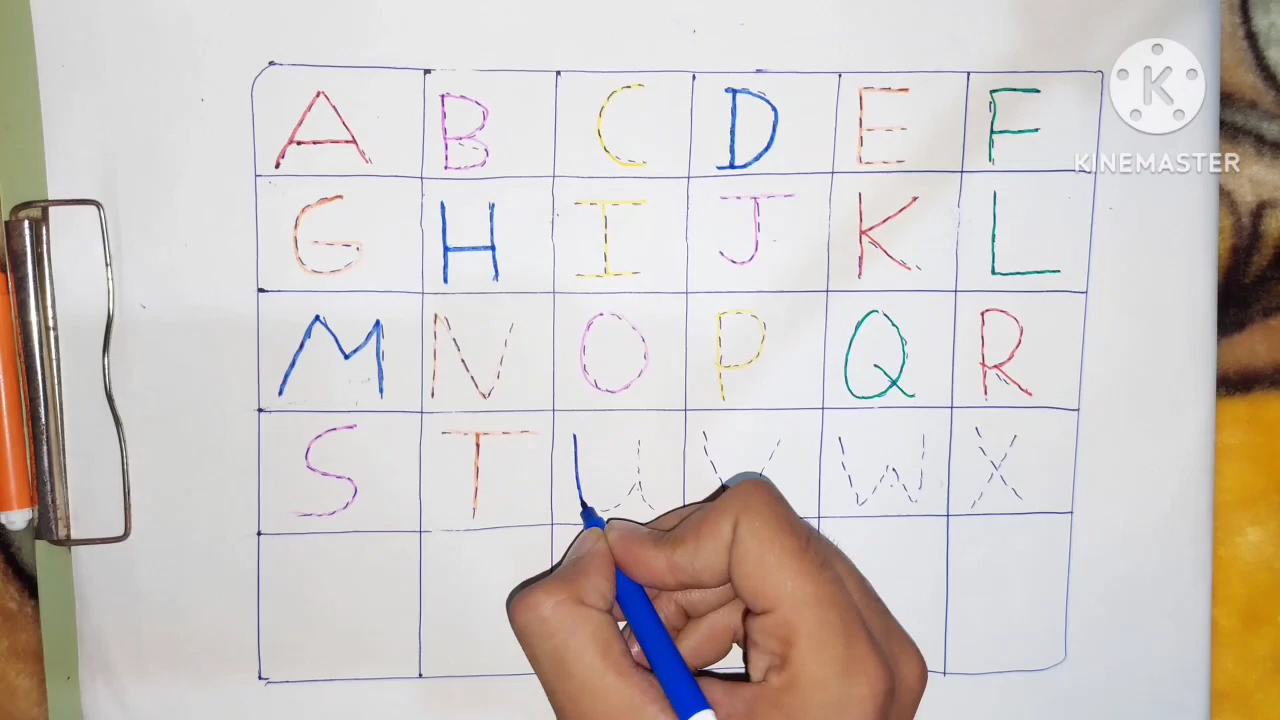 A B C D E F
K
KINEMASTER
G H I J K L
M N O P Q R
S T U V W X